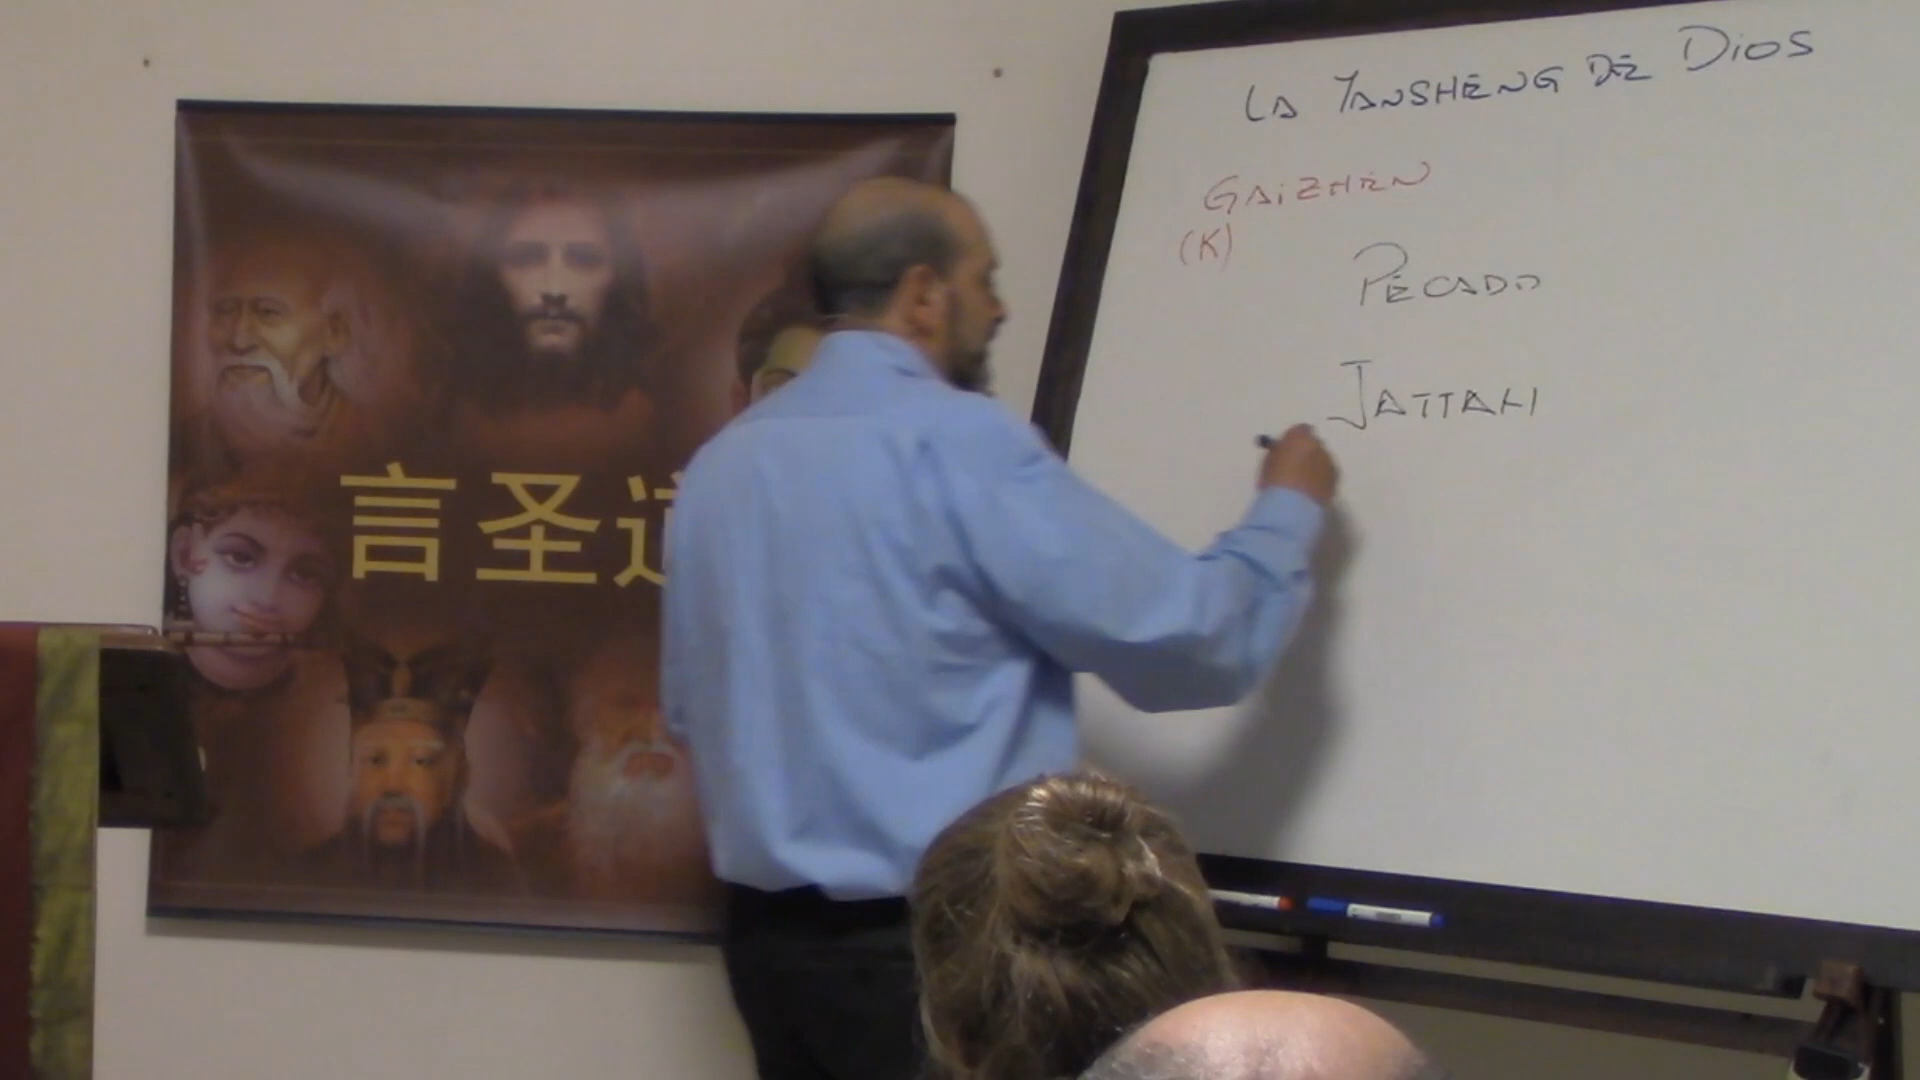 言圣
LA YANSHENG DE DIOS
GAIZHEN
(K)
PECADO
JATTAH